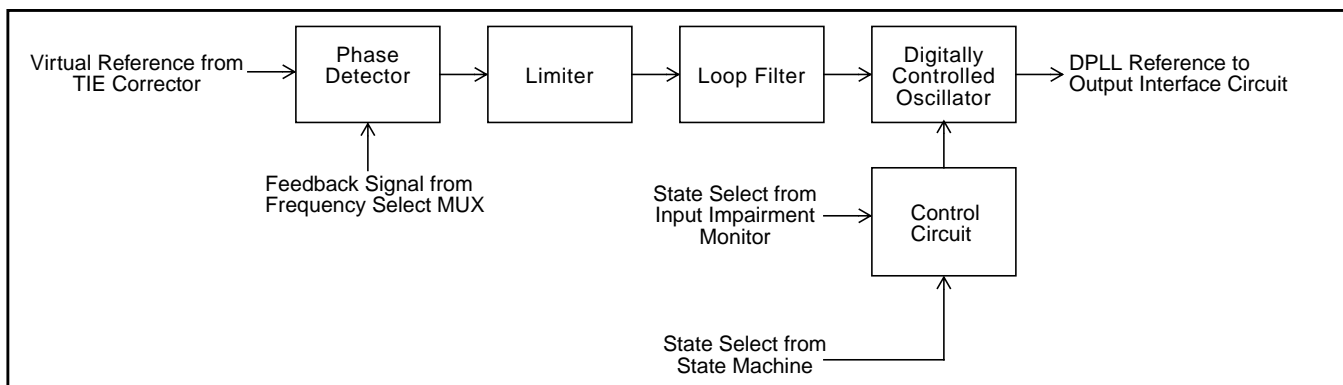 Virtual Reference from
TIE Corrector
Phase
Detector
Limiter
Loop Filter
Digitally
Controlled
Oscillator
DPLL Reference to
Output Interface Circuit
Feedback Signal from
Frequency Select MUX
State Select from
Input Impairment
Monitor
Control
Circuit
State Select from
State Machine